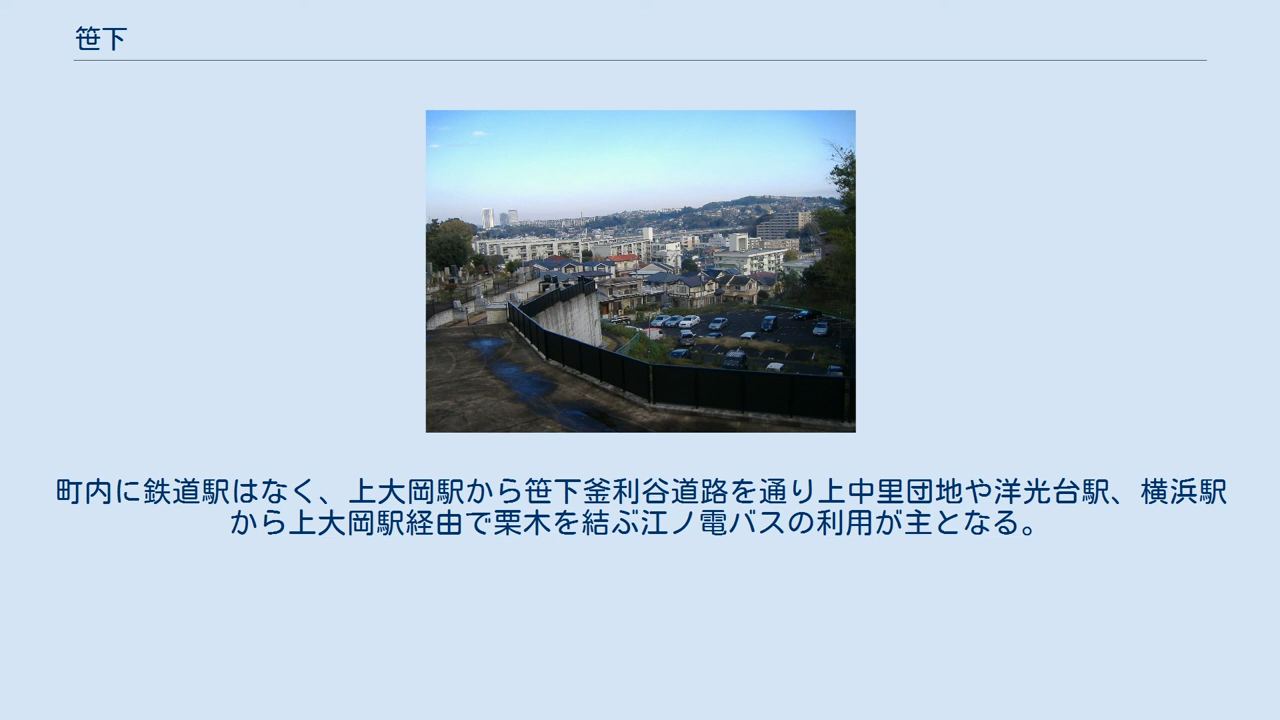 笹下
町内に鉄道駅はなく、上大岡駅から笹下釜利谷道路を通り上中里団地や洋光台駅、横浜駅
から上大岡駅経由で栗木を結ぶ江ノ電バスの利用が主となる。